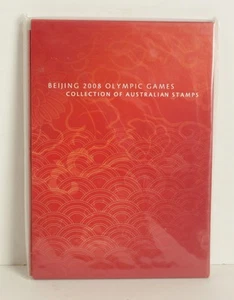 BEIJING 2008 OLYMPIC GAMES
COLLECTION OF AUSTRALIAN STAMPS